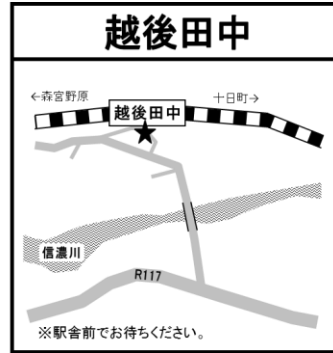 越後田中
←森宮野原
十日町→
越後田中
信濃川
R117
※駅舎前でお待ちください。